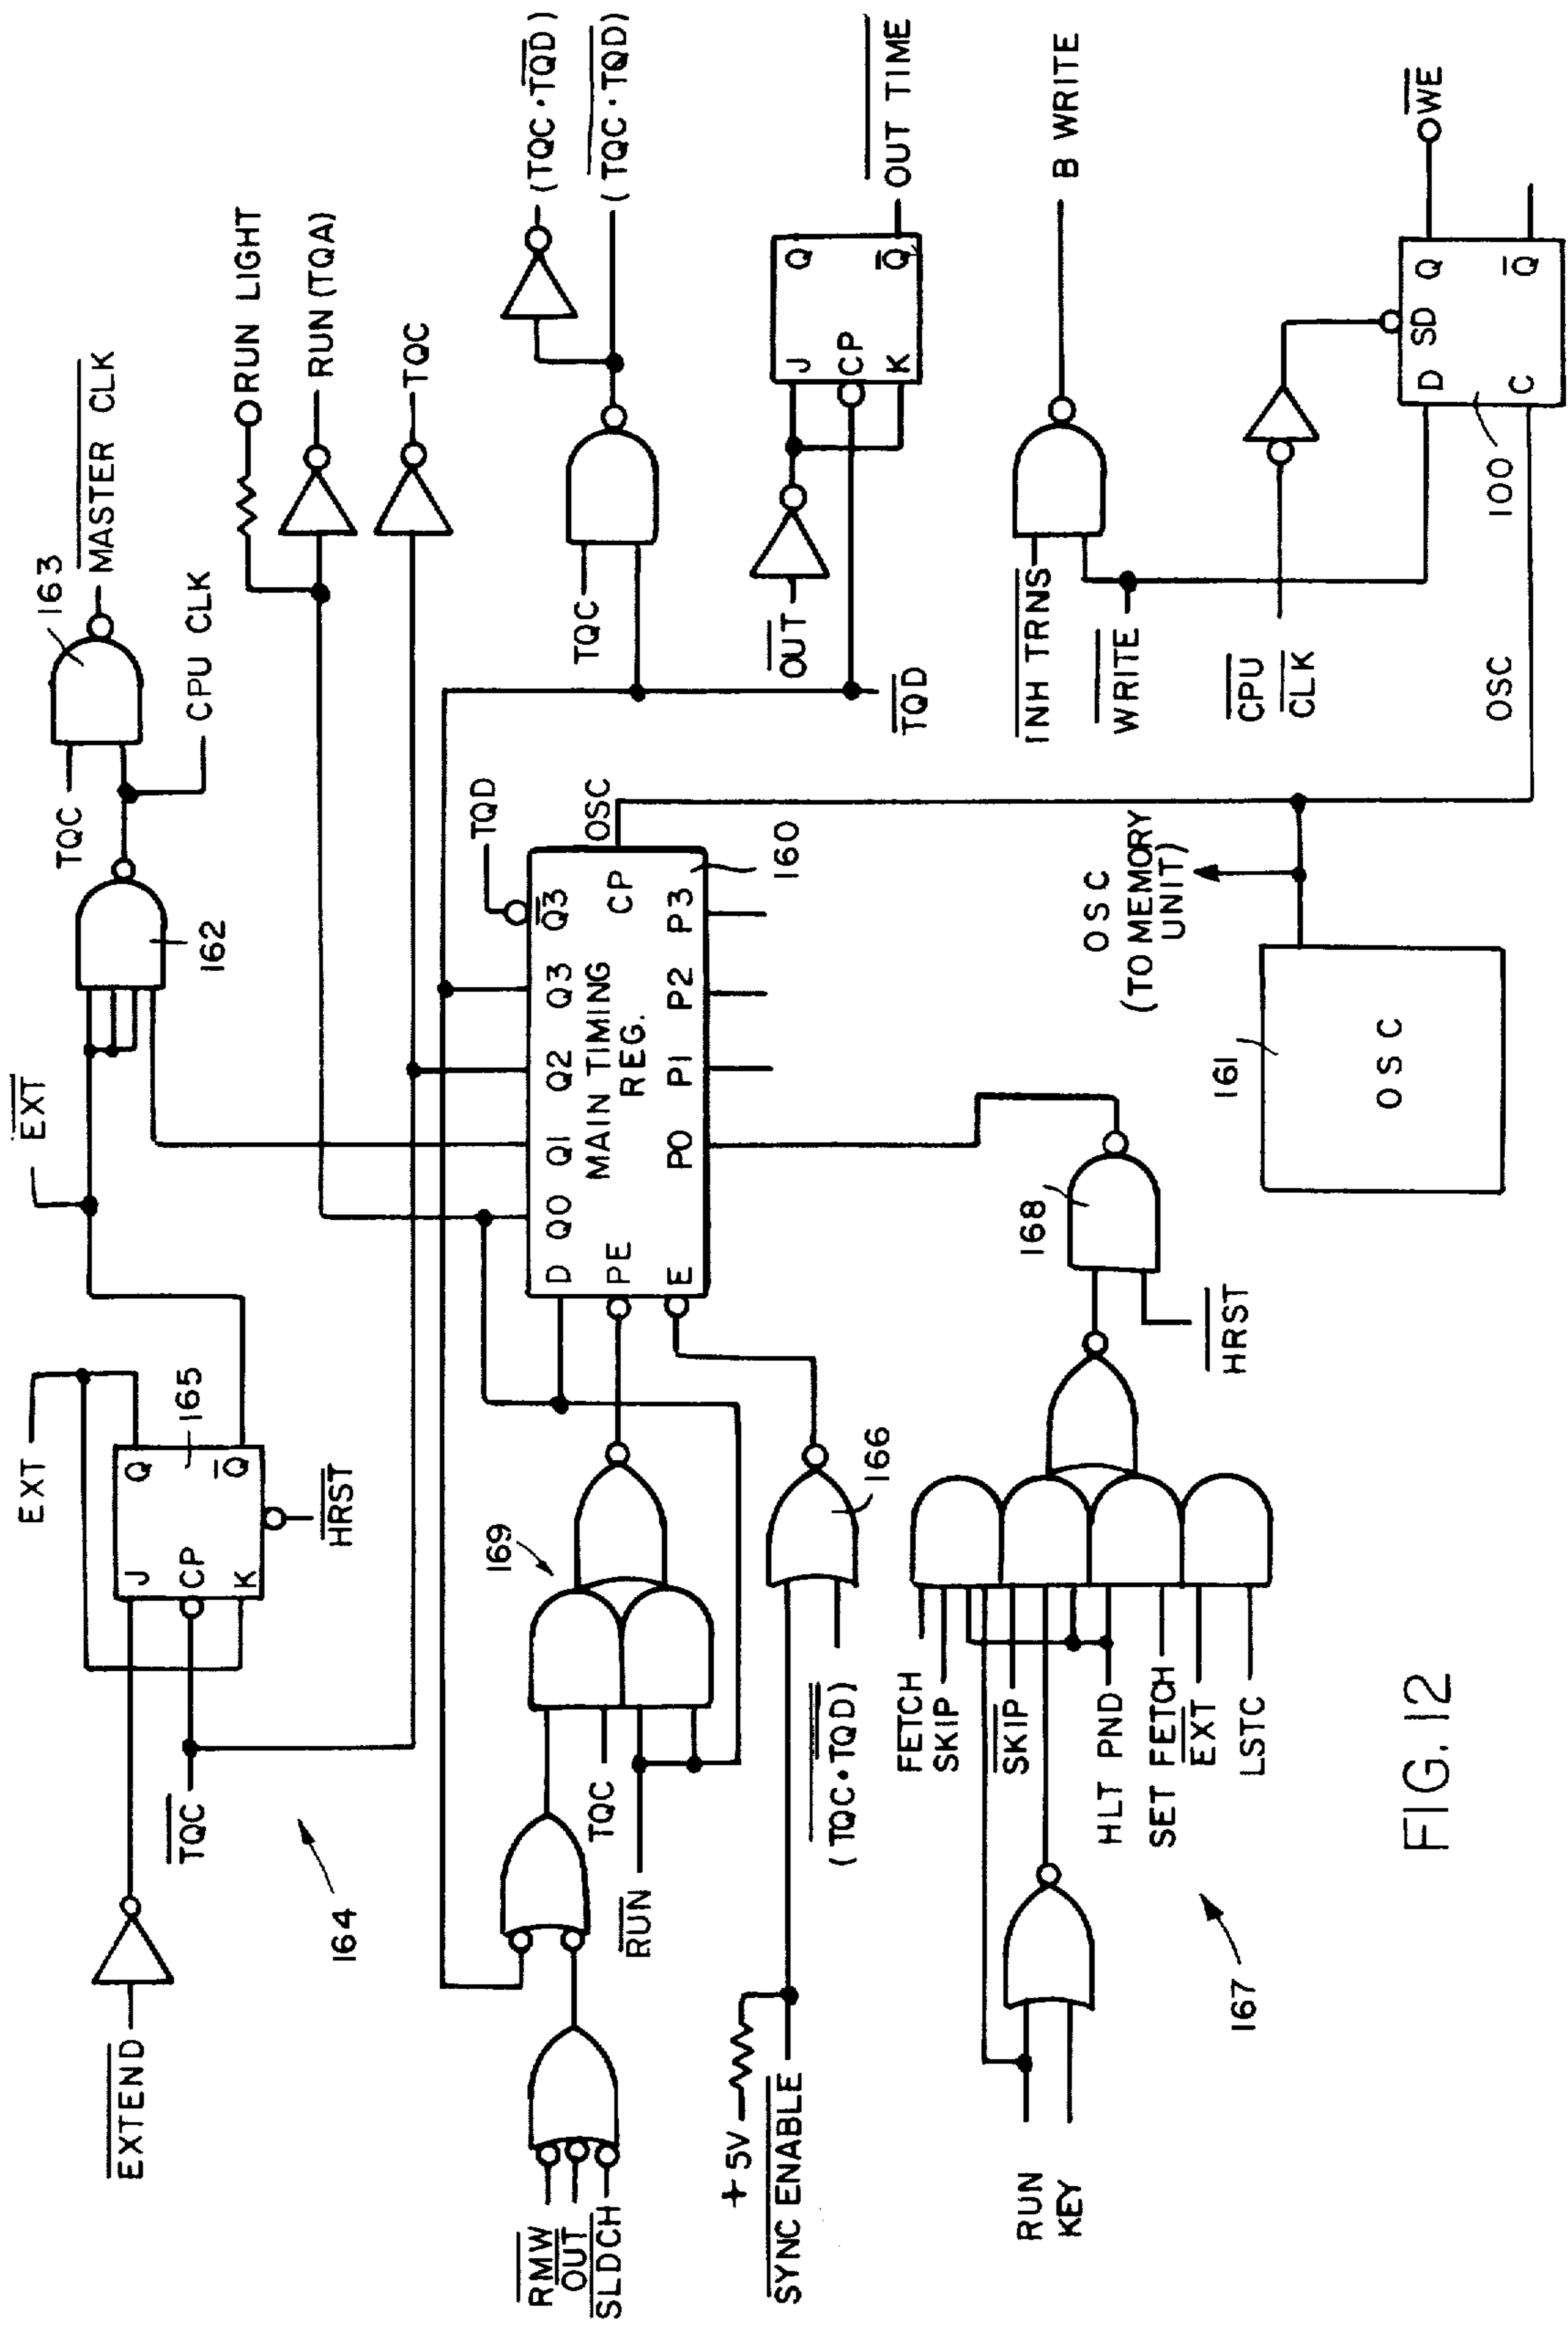 EXTEND
164
TQC
EXT
J
Q
CP
165
K
Q
HRST
EXT
TQC
162
163
MASTER CLK
CPU CLK
RUN LIGHT
RUN (TQA)
TQC
(TQC·TQD)
(TQC·TQD)
RMW
OUT
SLDCH
TQC
RUN
169
D
Q0
Q1
Q2
Q3
Q3
PE
MAIN TIMING
REG.
CP
E
P0
P1
P2
P3
TQD
OSC
160
TQC
TQD
OUT
J
Q
CP
K
Q
OUT TIME
+5V
SYNC ENABLE
(TQC·TQD)
166
RUN
KEY
167
FETCH
SKIP
SKIP
HLT PND
SET FETCH
EXT
LSTC
168
HRST
161
OSC
OSC
(TO MEMORY
UNIT)
OSC
INH TRNS
WRITE
B WRITE
CPU
CLK
100
D
SD
Q
C
Q
WE
FIG. 12